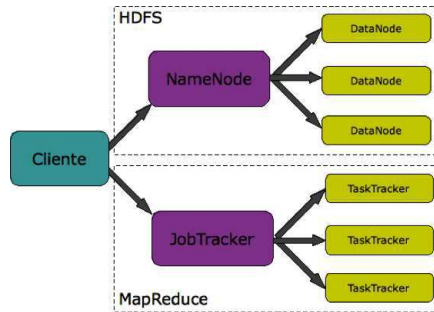 HDFS
DataNode
NameNode
DataNode
DataNode
Cliente
TaskTracker
JobTracker
TaskTracker
TaskTracker
MapReduce